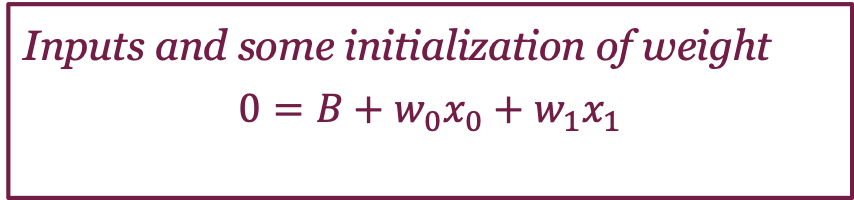 Inputs and some initialization of weight
0 = B + w₀x₀ + w₁x₁